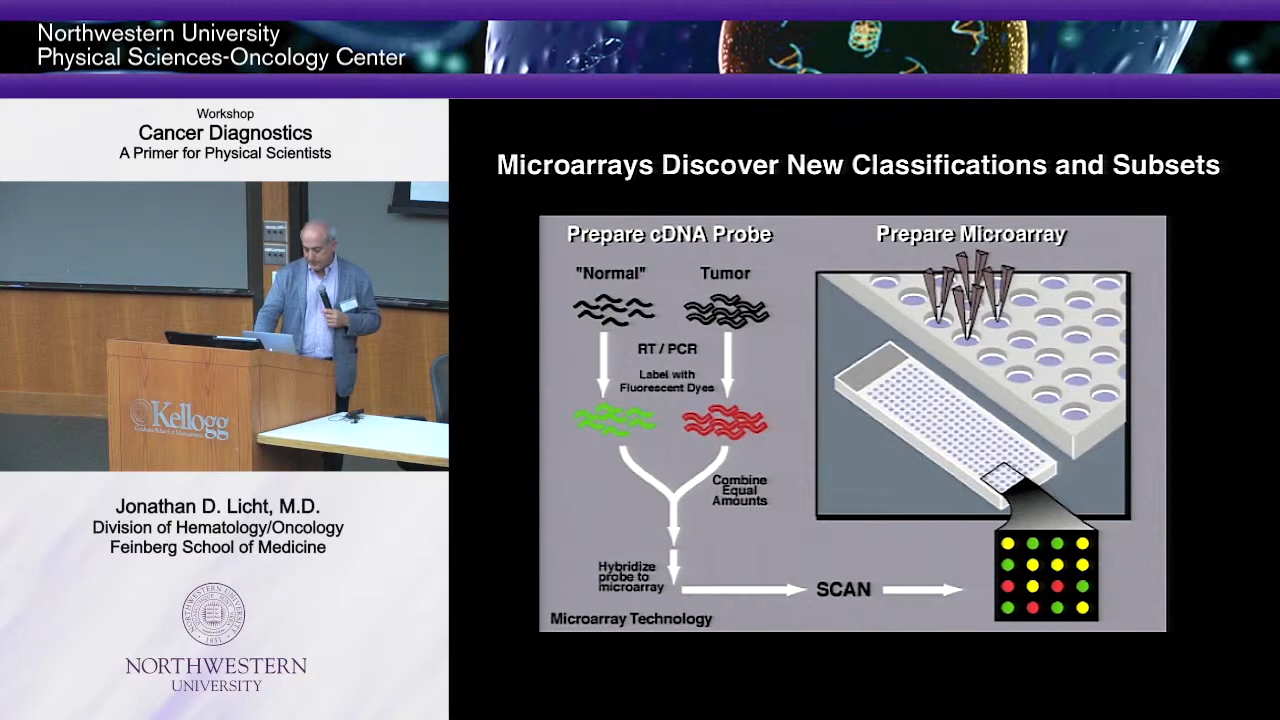 Northwestern University
Physical Sciences-Oncology Center
Workshop
Cancer Diagnostics
A Primer for Physical Scientists
Kellogg
Jonathan D. Licht, M.D.
Division of Hematology/Oncology
Feinberg School of Medicine
1851
NORTHWESTERN
UNIVERSITY
Microarrays Discover New Classifications and Subsets
Prepare cDNA Probe
"Normal"
Tumor
RT / PCR
Label with
Fluorescent Dyes
Combine
Equal
Amounts
Hybridize
probe to
microarray
Microarray Technology
Prepare Microarray
SCAN